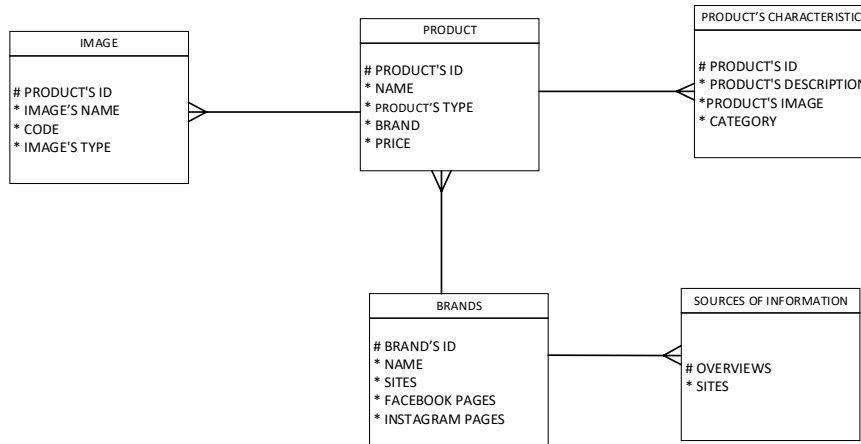 IMAGE
# PRODUCT'S ID
* IMAGE'S NAME
* CODE
* IMAGE'S TYPE
PRODUCT
# PRODUCT'S ID
* NAME
* PRODUCT'S TYPE
* BRAND
* PRICE
PRODUCT'S CHARACTERISTIC
# PRODUCT'S ID
* PRODUCT'S DESCRIPTION
*PRODUCT'S IMAGE
* CATEGORY
BRANDS
# BRAND'S ID
* NAME
* SITES
* FACEBOOK PAGES
* INSTAGRAM PAGES
SOURCES OF INFORMATION
# OVERVIEWS
* SITES